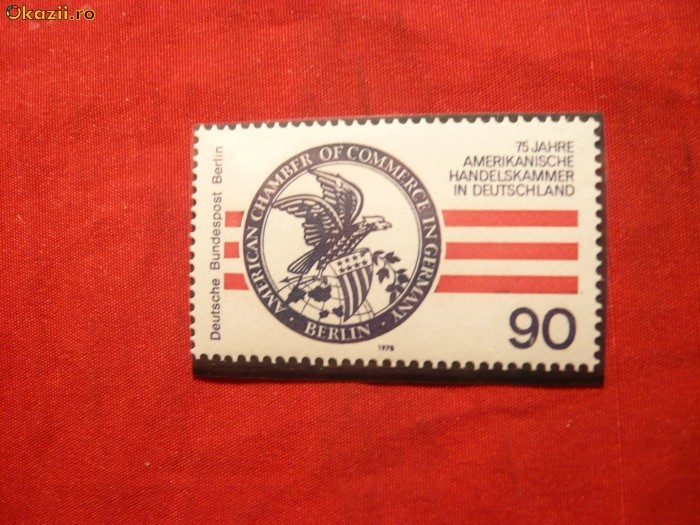 Okazii.ro
Deutsche Bundespost Berlin
AMERICAN CHAMBER OF COMMERCE IN GERMANY
· BERLIN ·
75 JAHRE
AMERIKANISCHE
HANDELSKAMMER
IN DEUTSCHLAND
90
1978